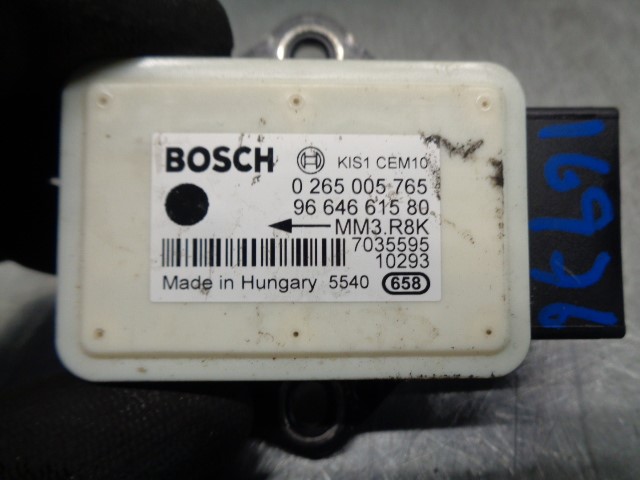 BOSCH KIS1 CEM10
0 265 005 765
96 646 615 80
MM3.R8K
7035595
10293
Made in Hungary 5540 658
16976